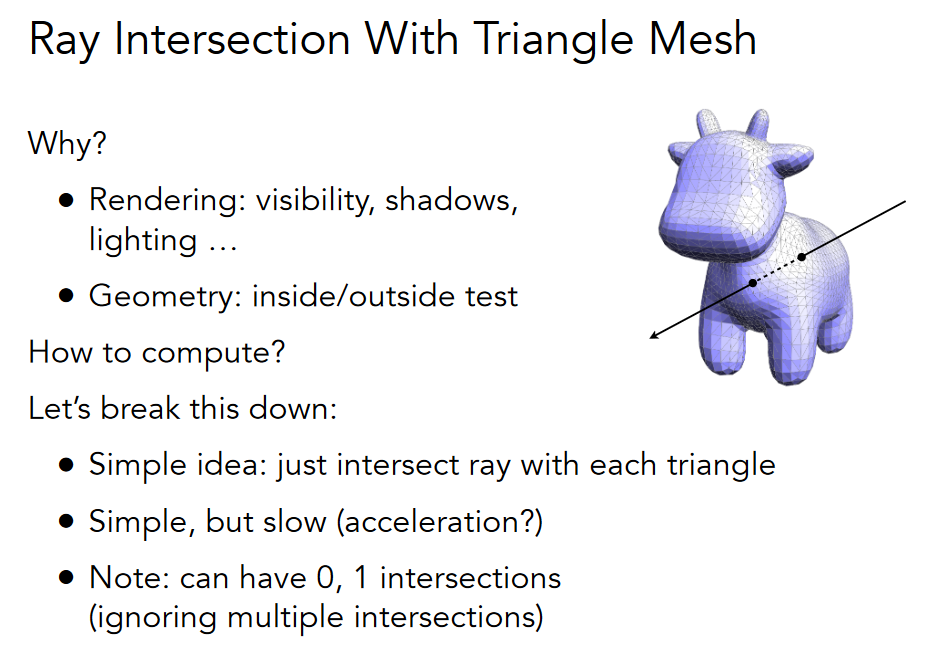 Ray Intersection With Triangle Mesh
Why?
● Rendering: visibility, shadows,
lighting …
● Geometry: inside/outside test
How to compute?
Let’s break this down:
● Simple idea: just intersect ray with each triangle
● Simple, but slow (acceleration?)
● Note: can have 0, 1 intersections
(ignoring multiple intersections)